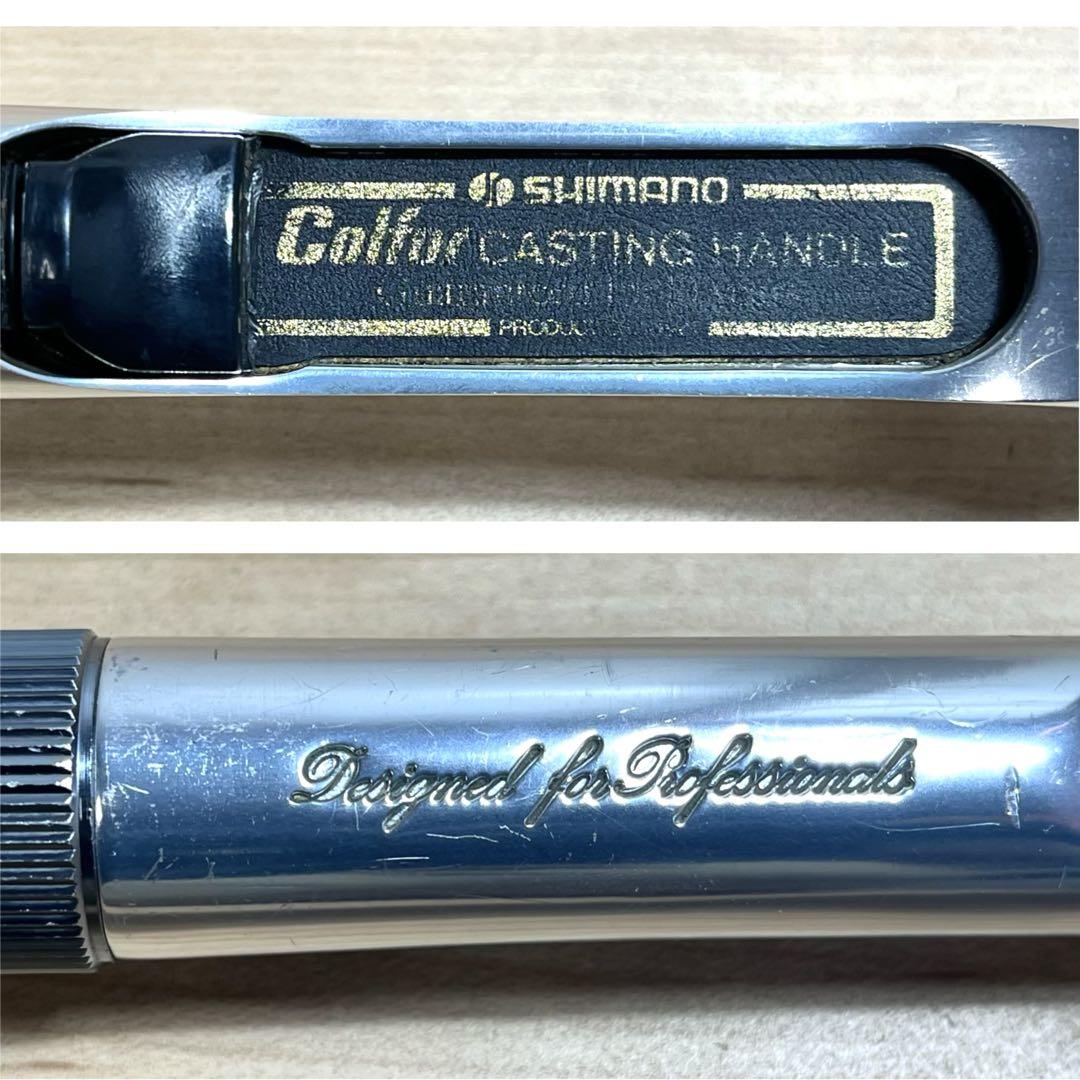 SHIMANO
Colfor CASTING HANDLE
Designed for Professionals